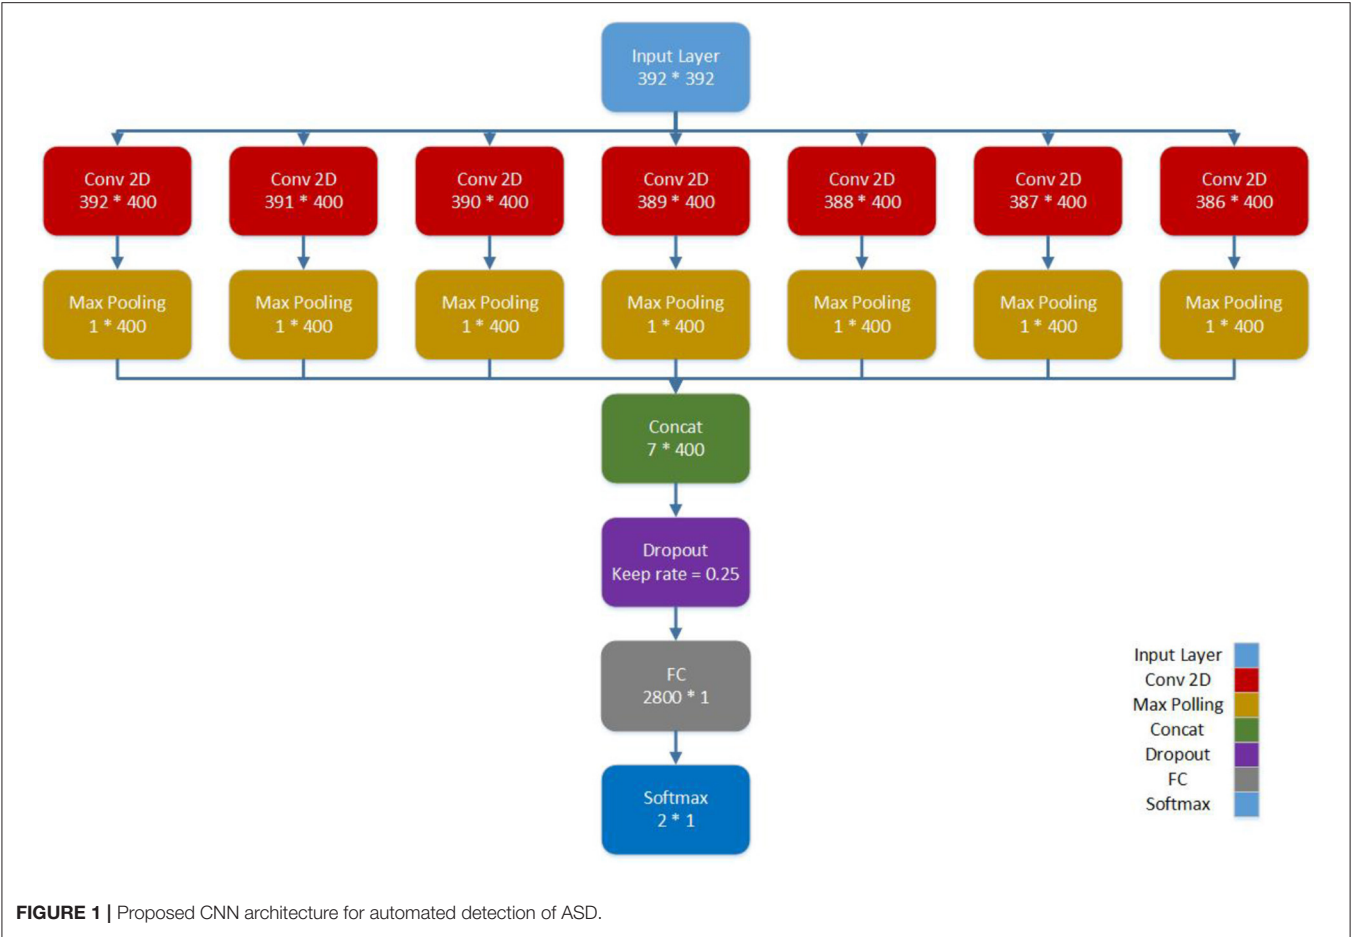 Input Layer
392 * 392
Conv 2D
392 * 400
Conv 2D
391 * 400
Conv 2D
390 * 400
Conv 2D
389 * 400
Conv 2D
388 * 400
Conv 2D
387 * 400
Conv 2D
386 * 400
Max Pooling
1 * 400
Max Pooling
1 * 400
Max Pooling
1 * 400
Max Pooling
1 * 400
Max Pooling
1 * 400
Max Pooling
1 * 400
Max Pooling
1 * 400
Concat
7 * 400
Dropout
Keep rate = 0.25
FC
2800 * 1
Softmax
2 * 1
Input Layer
Conv 2D
Max Polling
Concat
Dropout
FC
Softmax
FIGURE 1 | Proposed CNN architecture for automated detection of ASD.